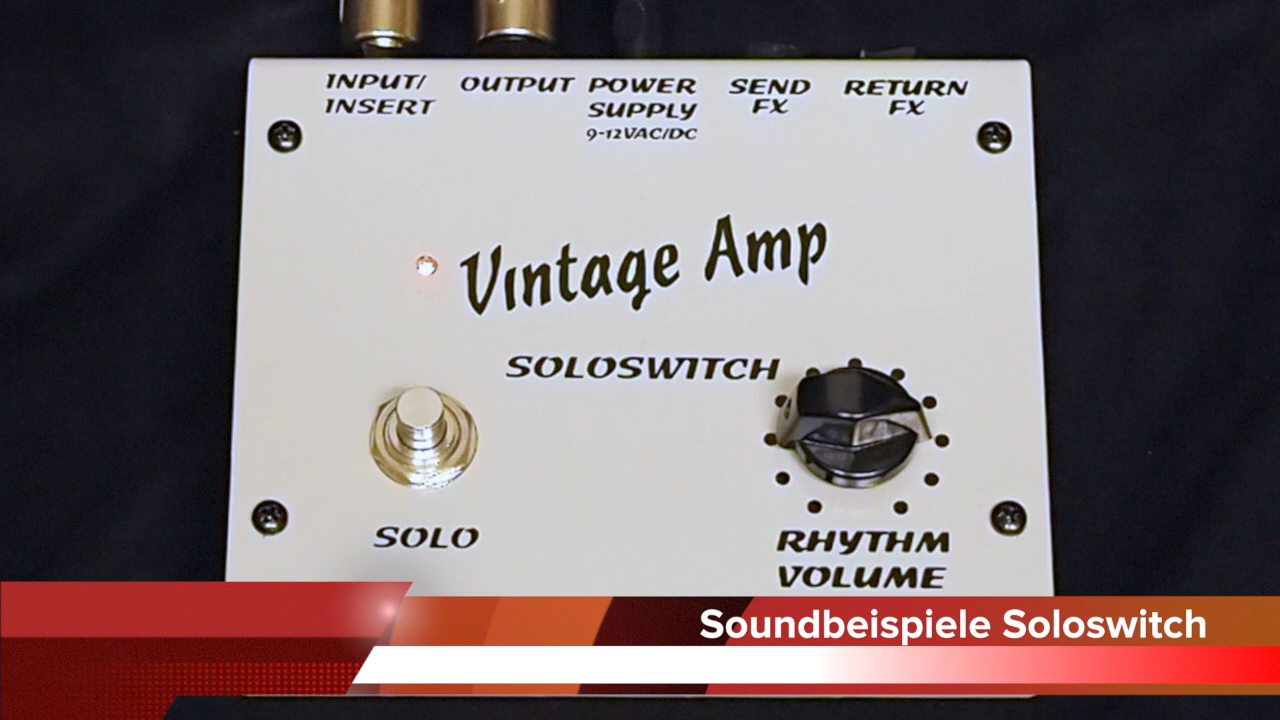 INPUT/
INSERT
OUTPUT
POWER
SUPPLY
9-12VAC/DC
SEND
FX
RETURN
FX
Vintage Amp
SOLOSWITCH
SOLO
RHYTHM
VOLUME
Soundbeispiele Soloswitch